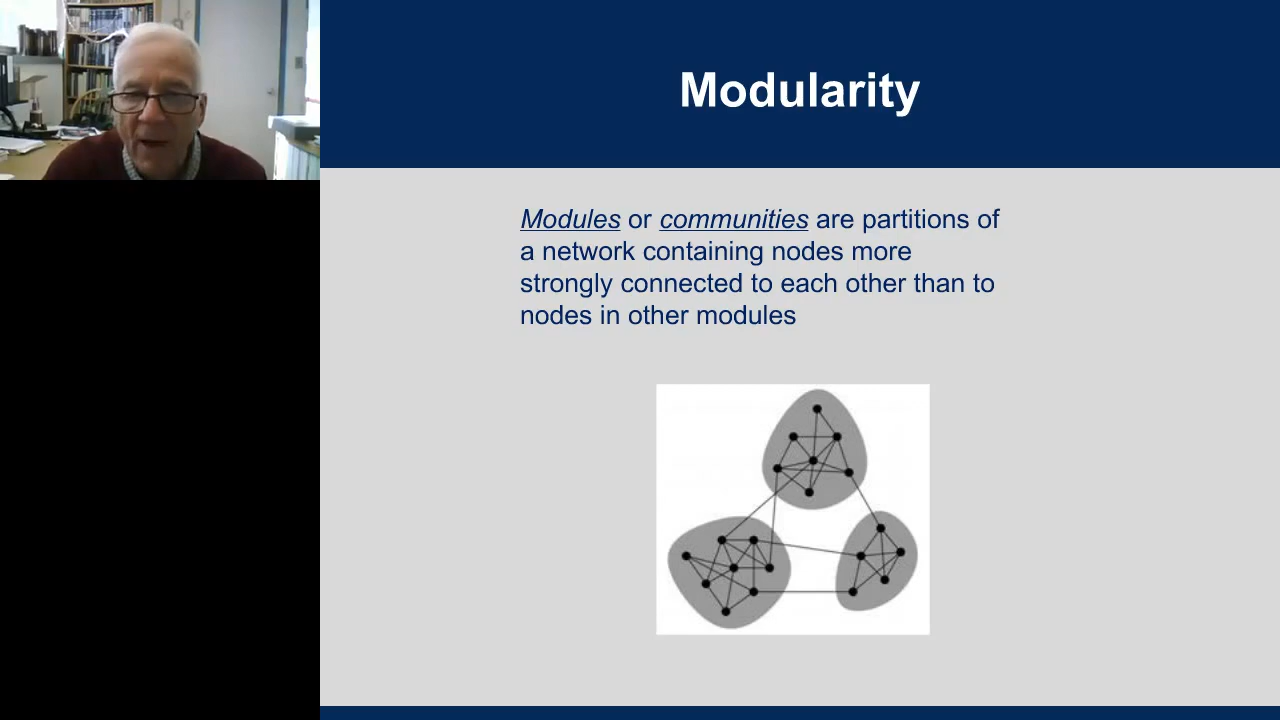 Modularity
Modules or communities are partitions of
a network containing nodes more
strongly connected to each other than to
nodes in other modules